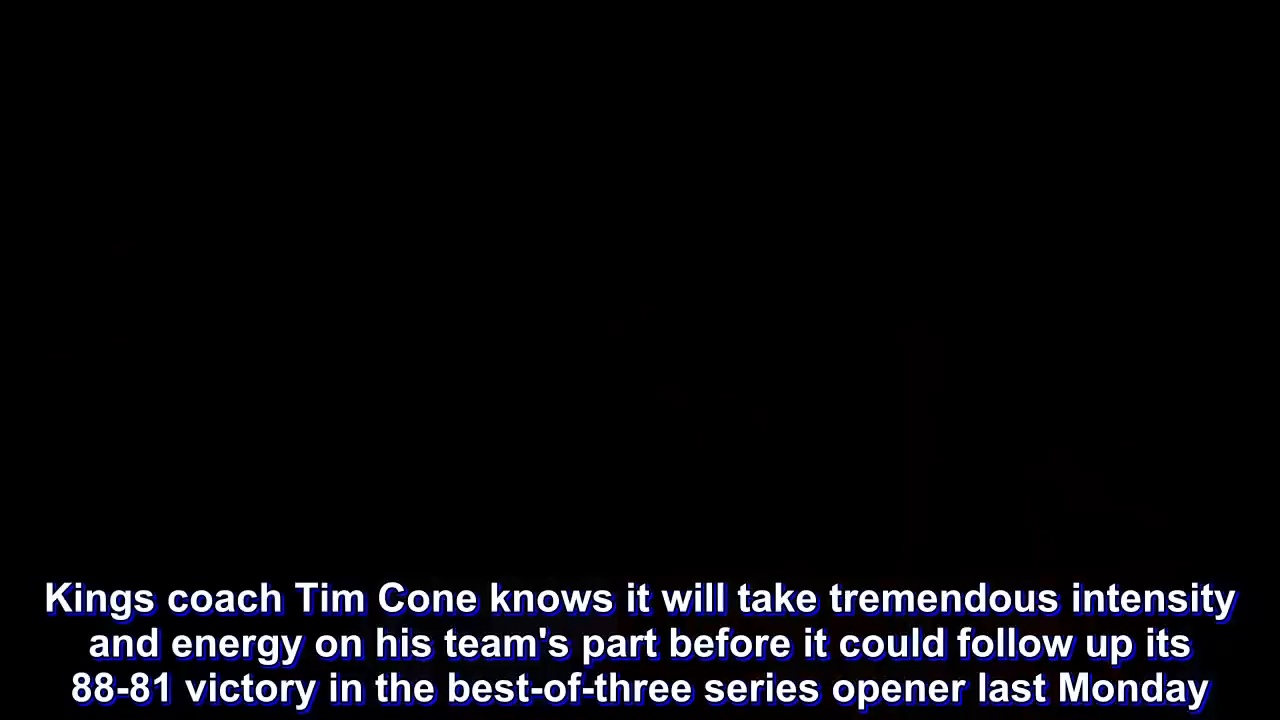 Kings coach Tim Cone knows it will take tremendous intensity
and energy on his team's part before it could follow up its
88-81 victory in the best-of-three series opener last Monday